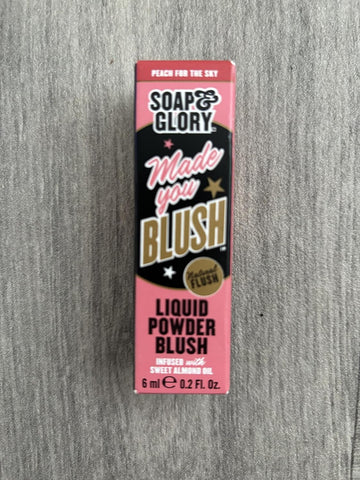 PEACH FOR THE SKY
SOAP&
GLORY
Made
you
BLUSH
Natural
FLUSH
LIQUID
POWDER
BLUSH
INFUSED with
SWEET ALMOND OIL
6 ml ℮ 0.2 Fl. Oz.